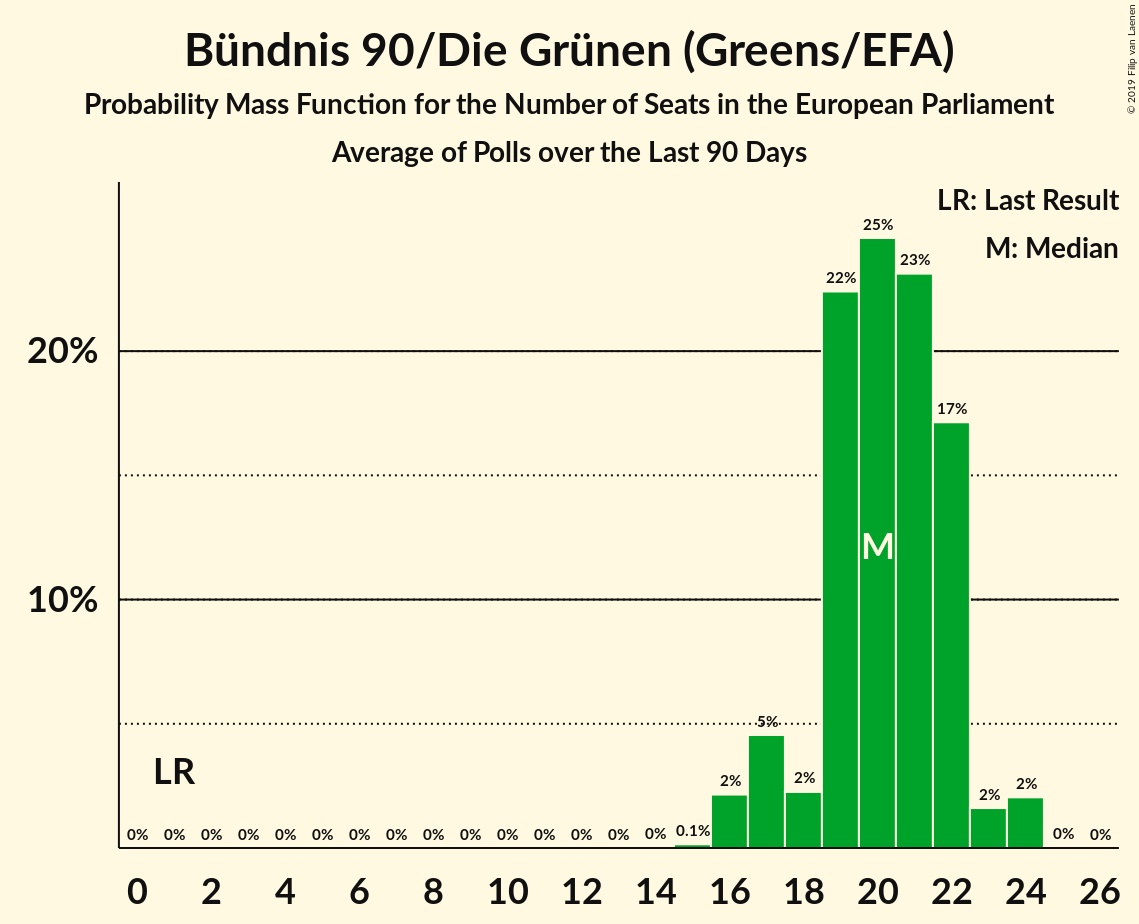 Bündnis 90/Die Grünen (Greens/EFA)
Probability Mass Function for the Number of Seats in the European Parliament
Average of Polls over the Last 90 Days
© 2019 Filip van Laenen
LR: Last Result
M: Median
20%
10%
LR
M
0% 0% 0% 0% 0% 0% 0% 0% 0% 0% 0% 0% 0% 0% 0% 0.1% 2% 5% 2% 22% 25% 23% 17% 2% 2% 0% 0%
0 2 4 6 8 10 12 14 16 18 20 22 24 26